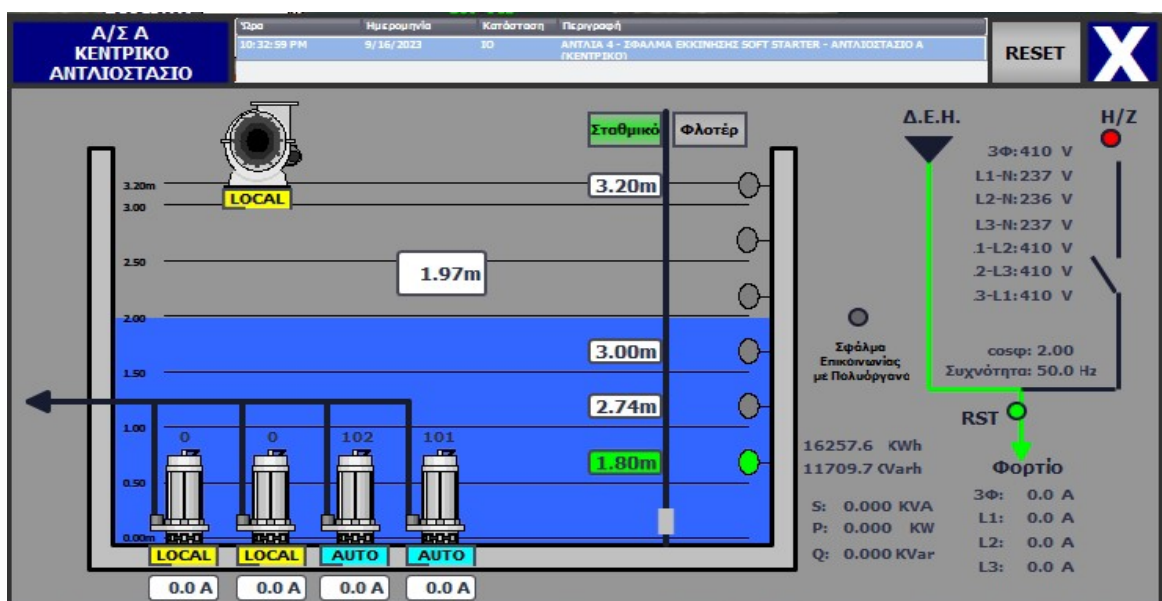 Α/Σ Α
ΚΕΝΤΡΙΚΟ
ΑΝΤΛΙΟΣΤΑΣΙΟ
Ώρα Ημερομηνία Κατάσταση Περιγραφή
10:32:59 PM 9/16/2023 IO ΑΝΤΛΙΑ 4 - ΣΦΑΛΜΑ ΕΚΚΙΝΗΣΗΣ SOFT STARTER - ΑΝΤΛΙΟΣΤΑΣΙΟ Α
(ΚΕΝΤΡΙΚΟ)
RESET
X
Σταθμικό Φλοτέρ
LOCAL
3.20m
3.00
2.50
2.00
1.50
1.00
0.50
0.00m
1.97m
3.20m
3.00m
2.74m
1.80m
0 0 102 101
LOCAL LOCAL AUTO AUTO
0.0 A 0.0 A 0.0 A 0.0 A
Δ.Ε.Η. Η/Ζ
3Φ:410 V
L1-N:237 V
L2-N:236 V
L3-N:237 V
.1-L2:410 V
.2-L3:410 V
.3-L1:410 V
Σφάλμα
Επικοινωνίας
με Πολυόργανο
cosφ: 2.00
Συχνότητα: 50.0 Hz
RST
16257.6 KWh
11709.7 KVarh
S: 0.000 KVA
P: 0.000 KW
Q: 0.000 KVar
Φορτίο
3Φ: 0.0 A
L1: 0.0 A
L2: 0.0 A
L3: 0.0 A